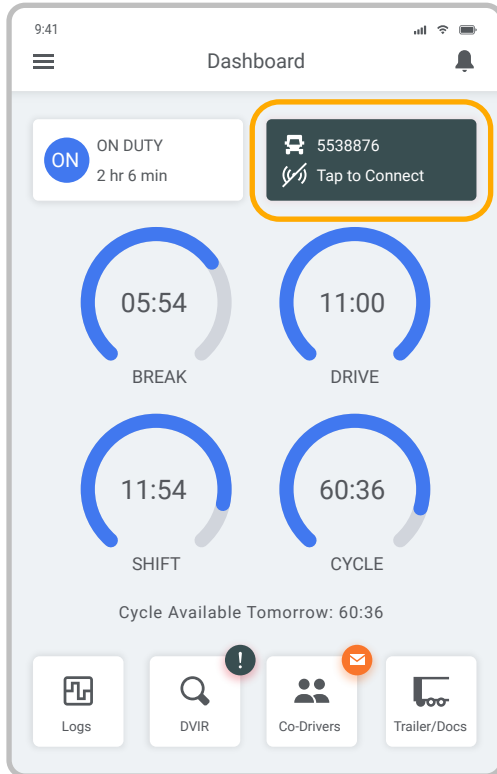 9:41
Dashboard
ON
ON DUTY
2 hr 6 min
5538876
Tap to Connect
05:54
BREAK
11:00
DRIVE
11:54
SHIFT
60:36
CYCLE
Cycle Available Tomorrow: 60:36
!
Logs
DVIR
Co-Drivers
Trailer/Docs